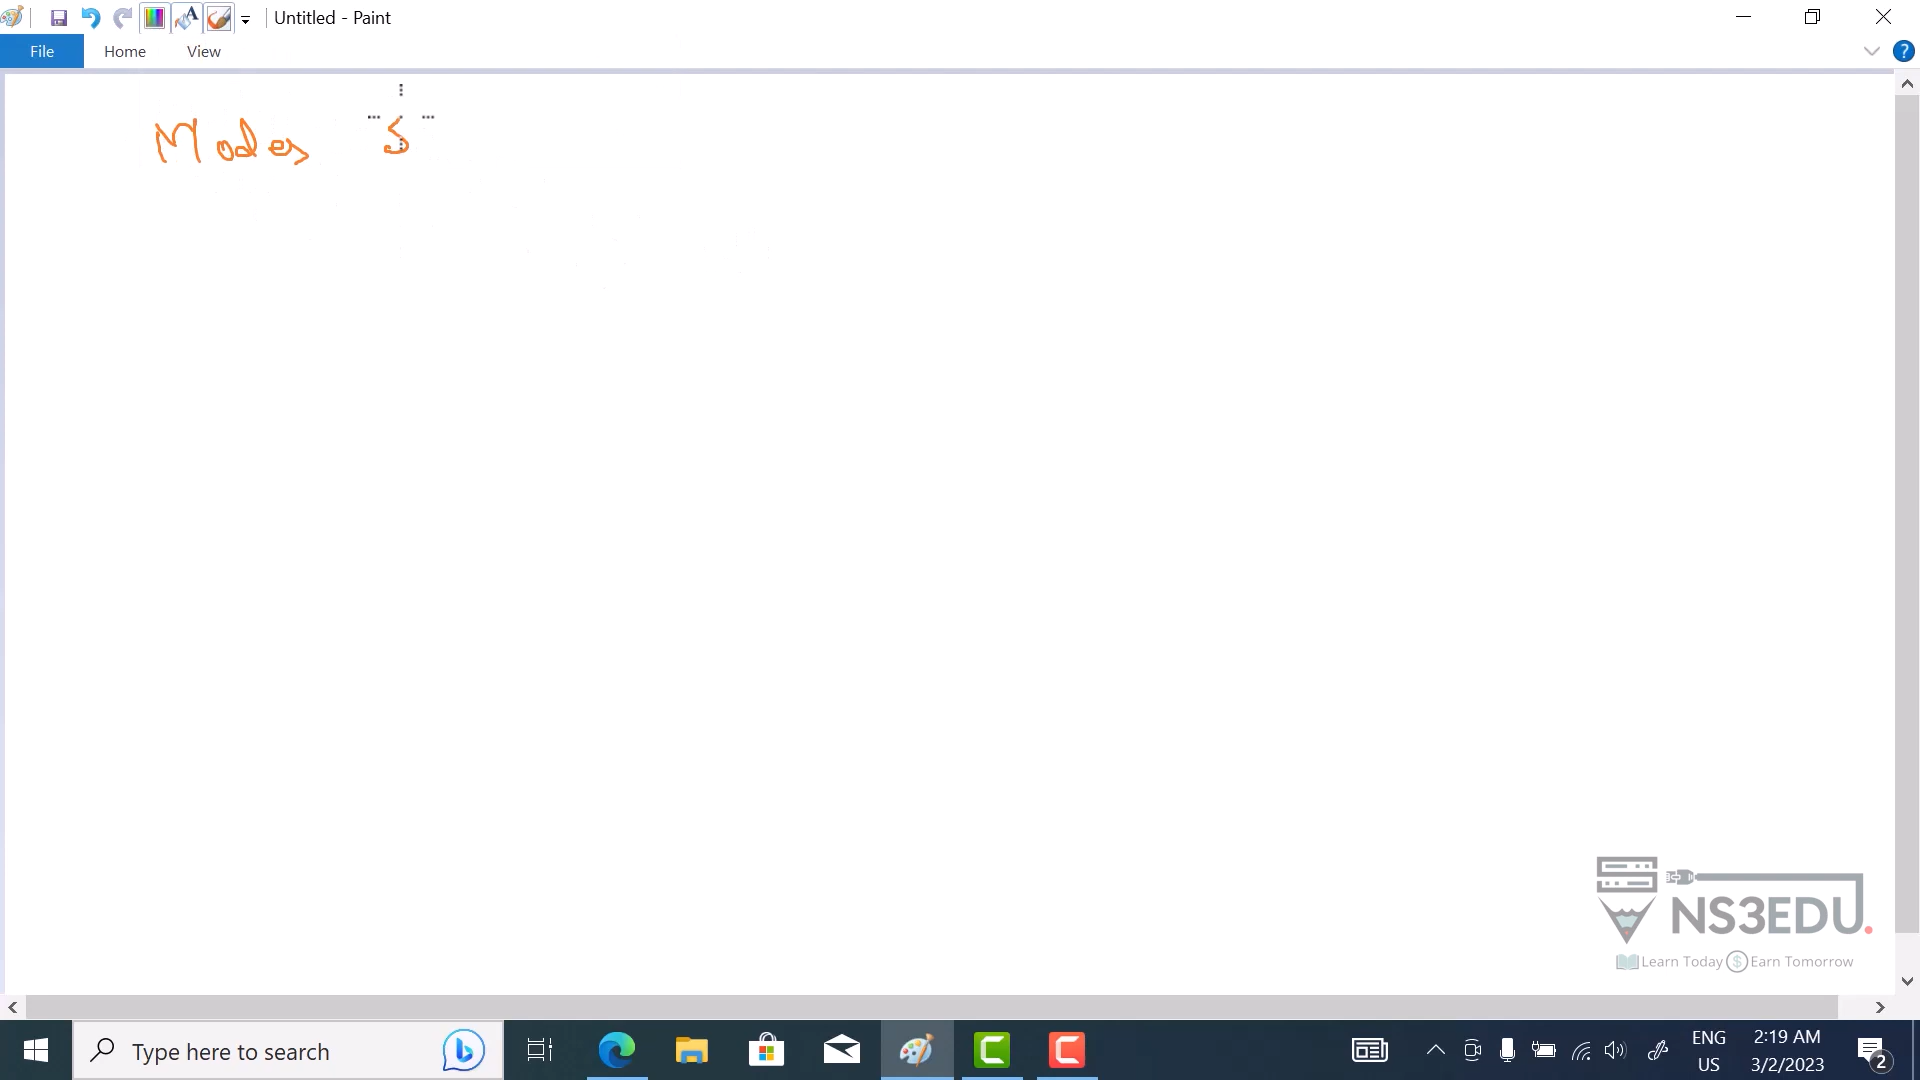 Untitled - Paint
File Home View
Modes S
NS3EDU.
Learn Today $ Earn Tomorrow
Type here to search
ENG
US
2:19 AM
3/2/2023
2